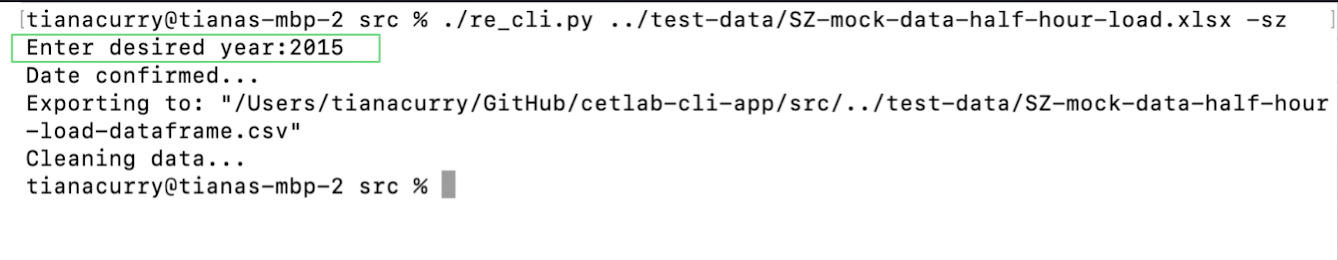 [tianacurry@tianas-mbp-2 src % ./re_cli.py ../test-data/SZ-mock-data-half-hour-load.xlsx -sz ]
Enter desired year:2015
Date confirmed...
Exporting to: "/Users/tianacurry/GitHub/cetlab-cli-app/src/../test-data/SZ-mock-data-half-hour
-load-dataframe.csv"
Cleaning data...
tianacurry@tianas-mbp-2 src %